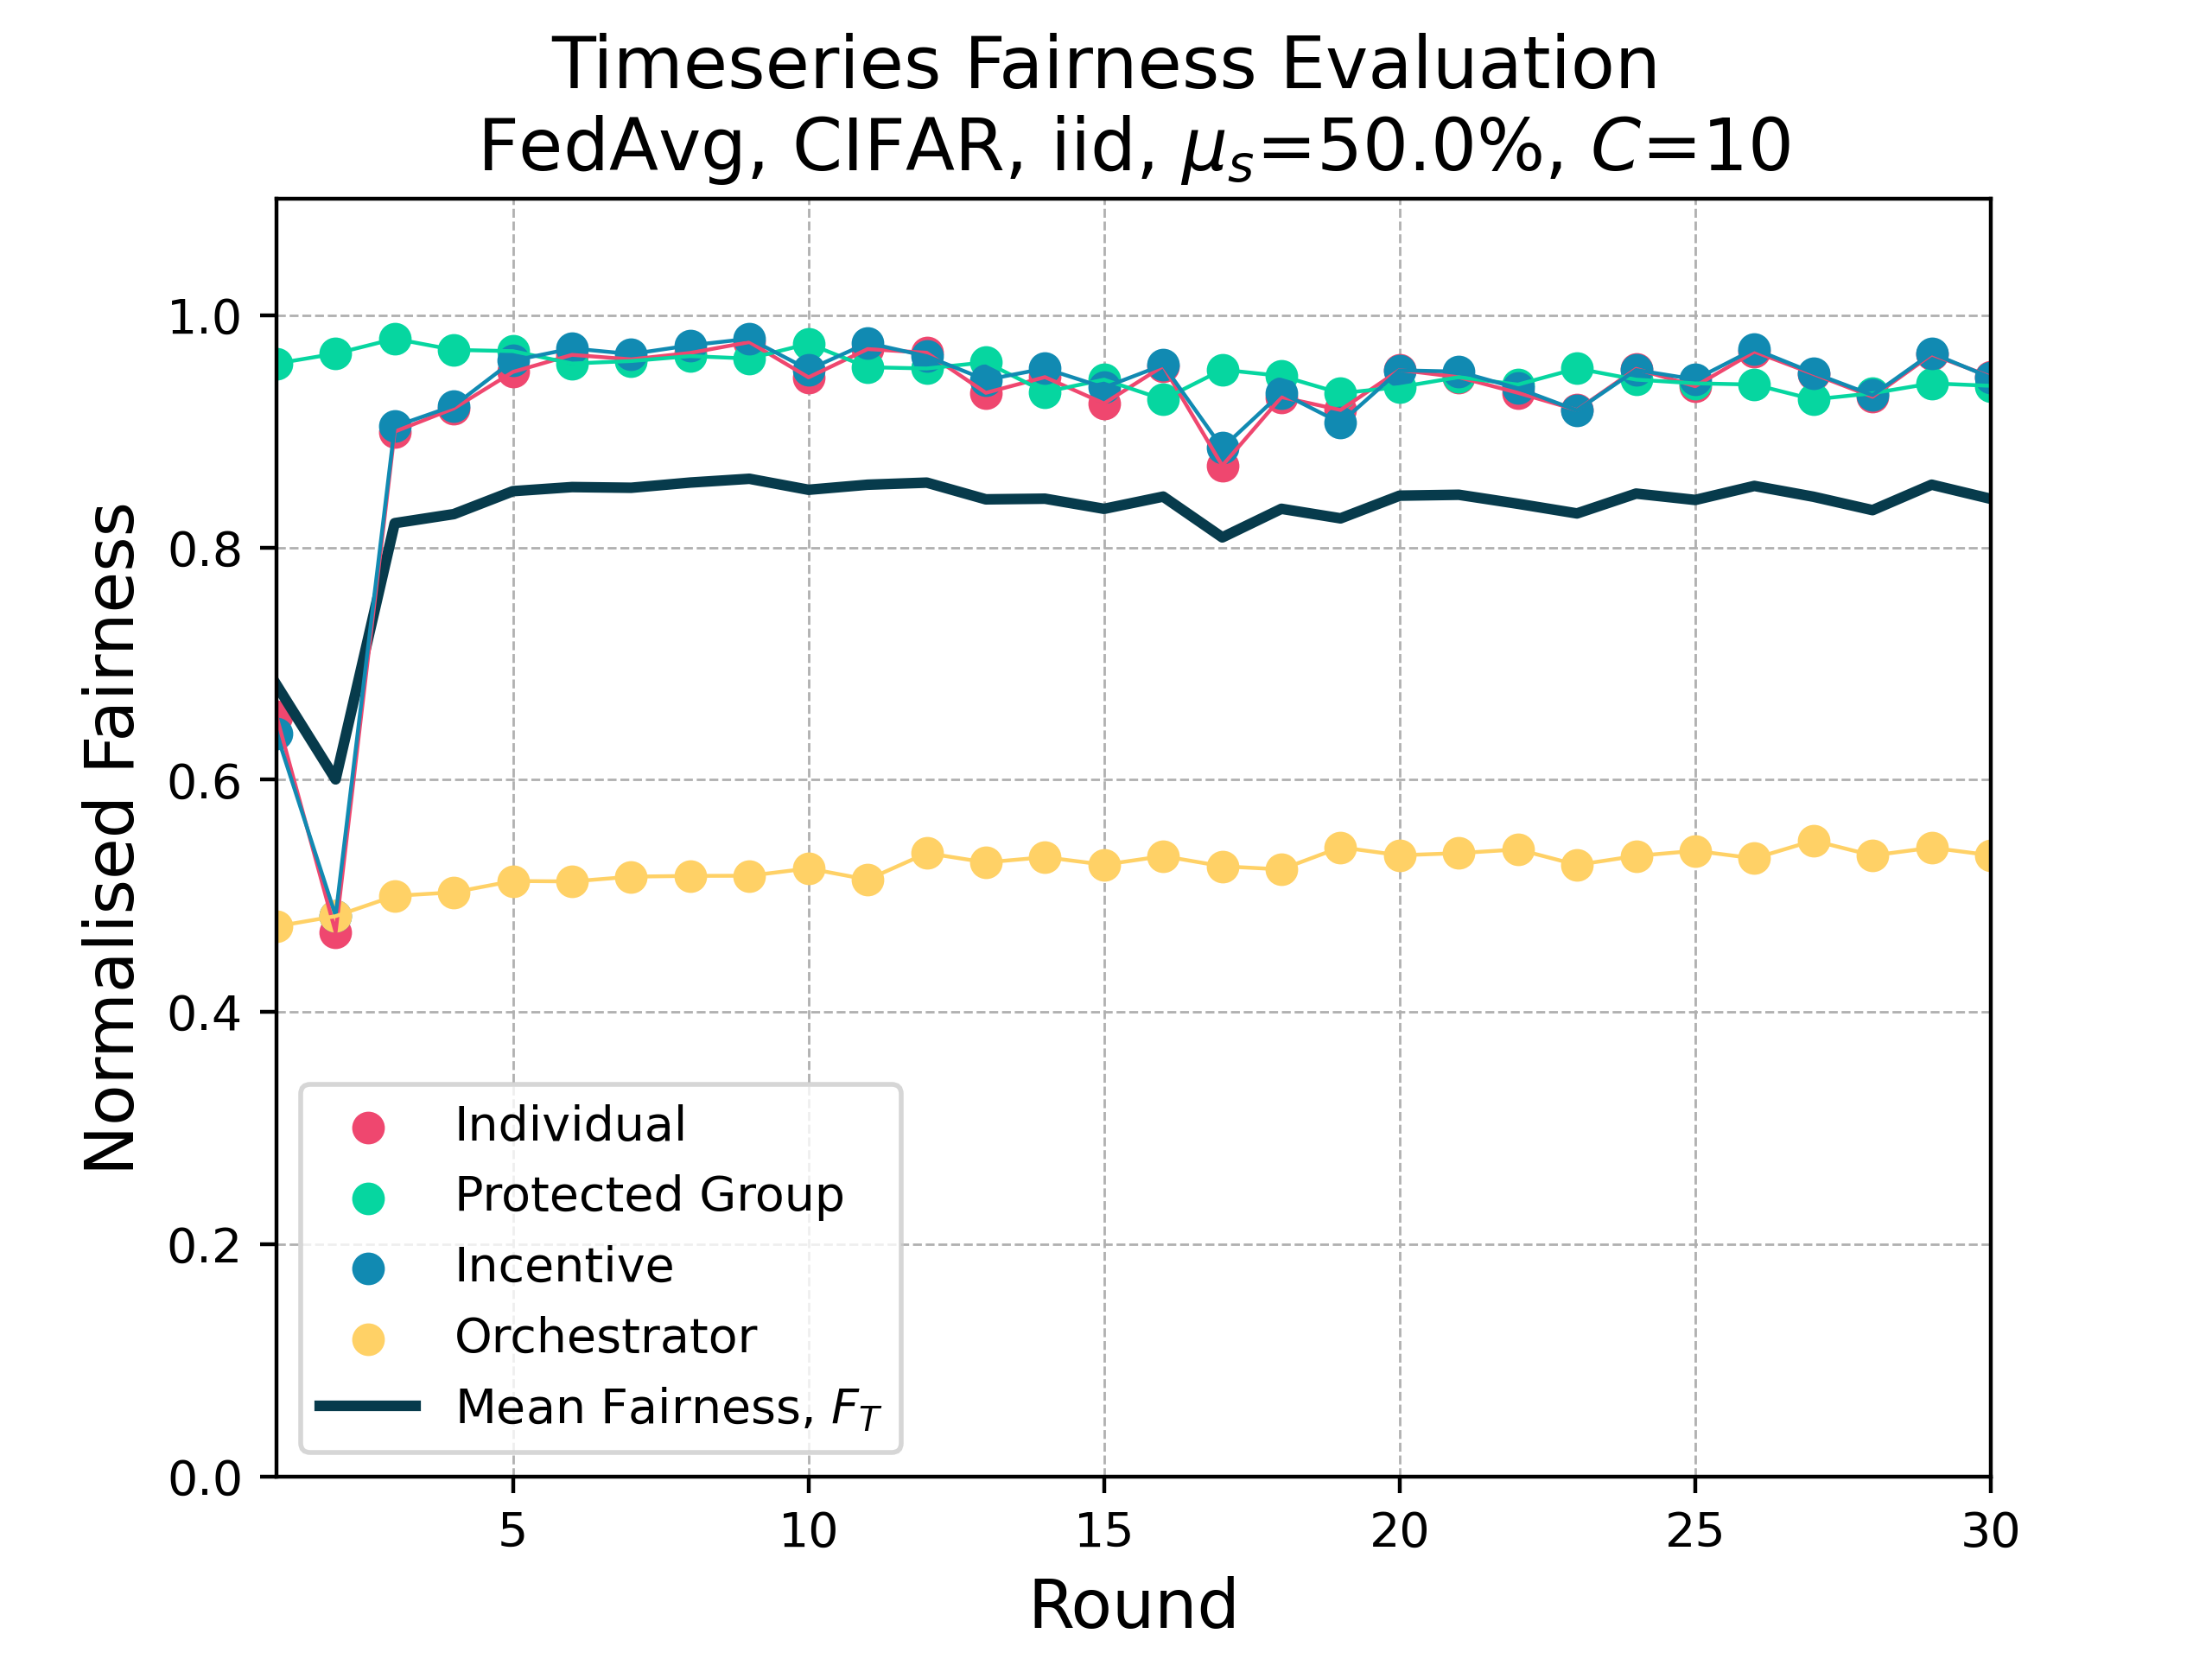 Timeseries Fairness Evaluation
FedAvg, CIFAR, iid, μₛ=50.0%, C=10
Normalised Fairness
1.0
0.8
0.6
0.4
0.2
0.0
Individual
Protected Group
Incentive
Orchestrator
Mean Fairness, F_T
5 10 15 20 25 30
Round